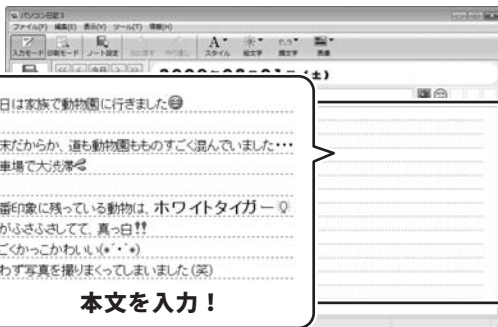 パソコン日記3
ファイル(F) 編集(E) 表示(V) ツール(T) 情報(H)
入力モード 印刷モード ノート設定 元に戻す やり直し スタイル 絵文字 顔文字 罫線
今日
(土)
日は家族で動物園に行きました
末だからか、道も動物園もものすごく混んでいました・・・
車場で大渋滞
番印象に残っている動物は、ホワイトタイガー
がふさふさしてて、真っ白!!
ごくかっこかわいい(*´・`*)
わず写真を撮りまくってしまいました(笑)
本文を入力!